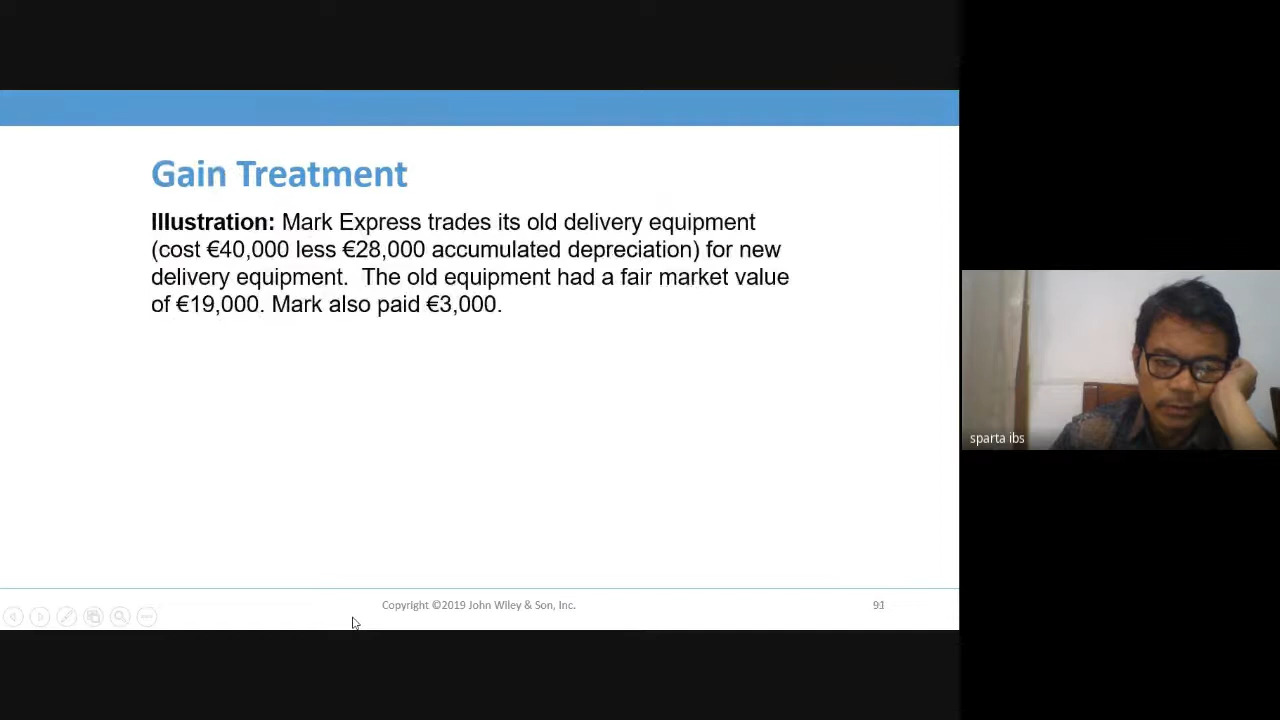 Gain Treatment
Illustration: Mark Express trades its old delivery equipment
(cost €40,000 less €28,000 accumulated depreciation) for new
delivery equipment.  The old equipment had a fair market value
of €19,000. Mark also paid €3,000.
sparta ibs
Copyright ©2019 John Wiley & Son, Inc.
91